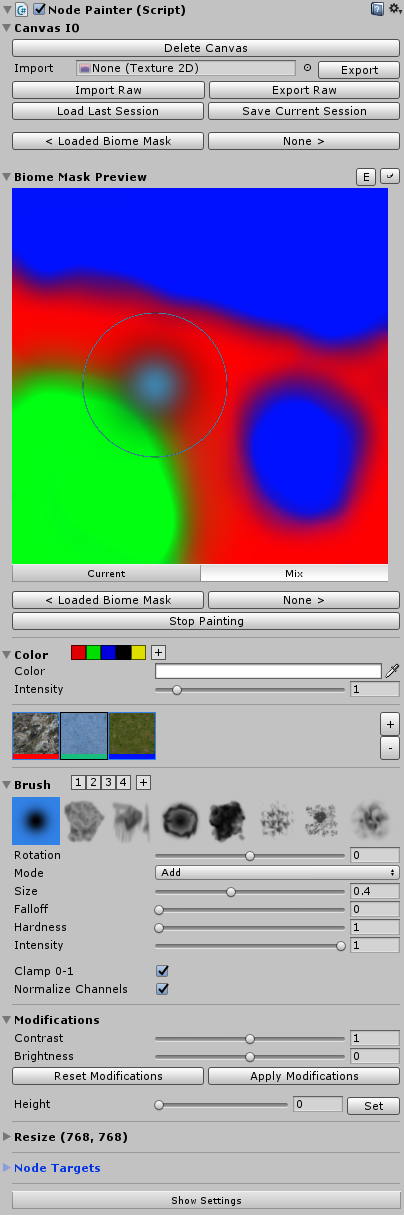 Node Painter (Script)
Canvas IO
Delete Canvas
Import None (Texture 2D) Export
Import Raw Export Raw
Load Last Session Save Current Session
< Loaded Biome Mask None >
Biome Mask Preview E
Current Mix
< Loaded Biome Mask None >
Stop Painting
Color +
Color
Intensity 1
+
-
Brush 1 2 3 4 +
Rotation 0
Mode Add
Size 0.4
Falloff 0
Hardness 1
Intensity 1
Clamp 0-1
Normalize Channels
Modifications
Contrast 1
Brightness 0
Reset Modifications Apply Modifications
Height 0 Set
Resize (768, 768)
Node Targets
Show Settings